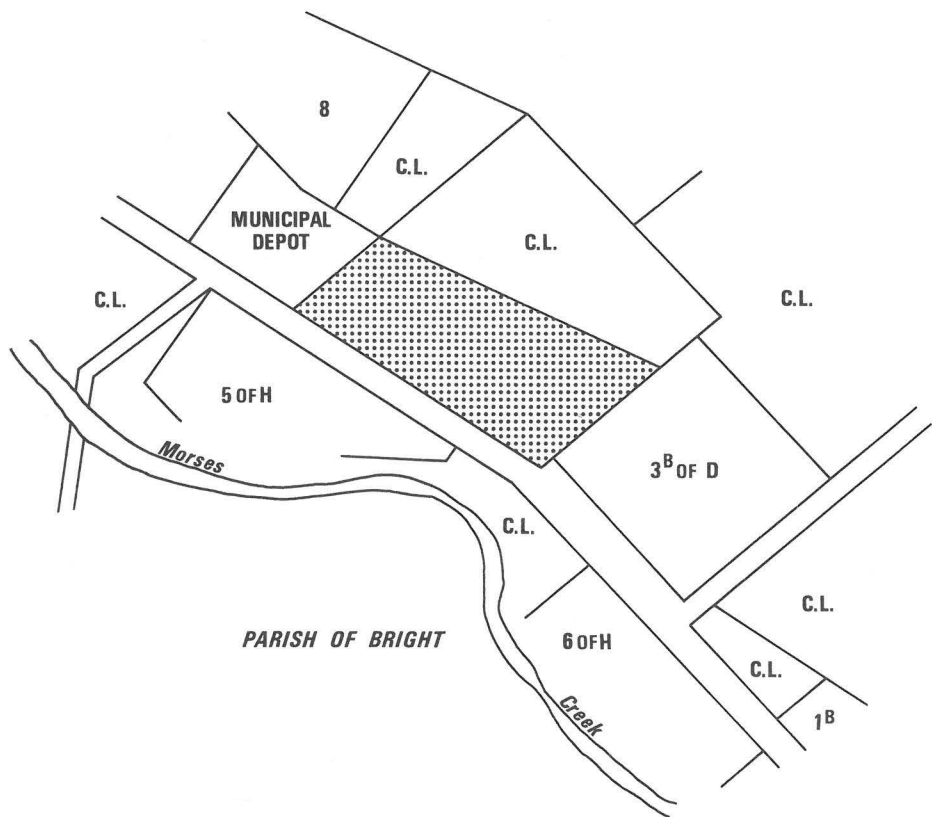 8
C.L.
MUNICIPAL
DEPOT
C.L.
C.L.
C.L.
5 OF H
Morses
3ᴮ OF D
C.L.
C.L.
PARISH OF BRIGHT
6 OF H
C.L.
Creek
1ᴮ